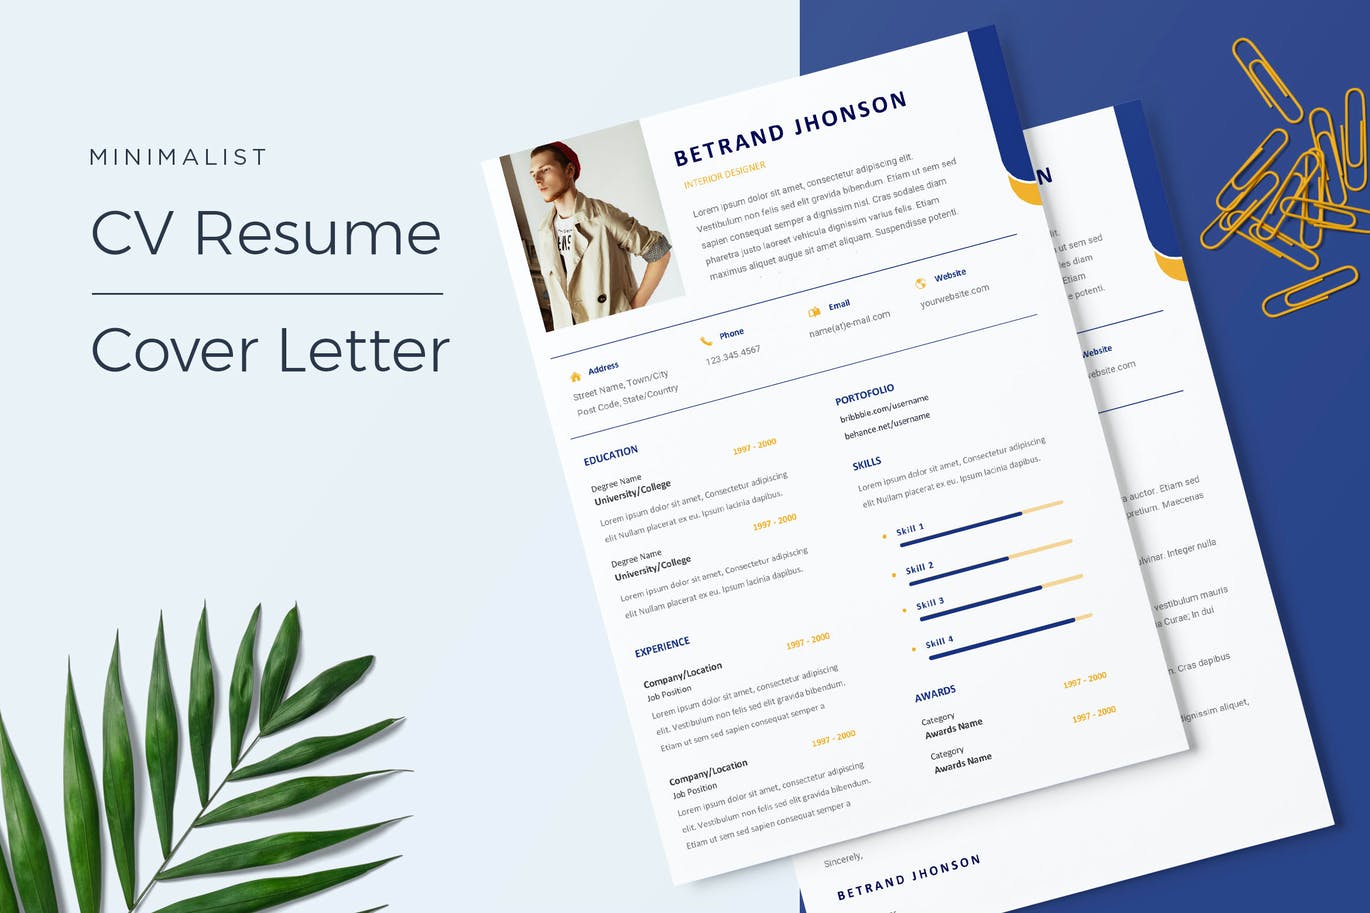 MINIMALIST
CV Resume
Cover Letter
BETRAND JHONSON
INTERIOR DESIGNER
Lorem ipsum dolor sit amet, consectetur adipiscing elit.
Vestibulum non felis sed elit gravida bibendum. Etiam ut sem sed
sapien consequat semper a dignissim nisl. Cras sodales diam
pharetra justo laoreet vehicula dignissim varius felis. Etiam
maximus aliquet augue sit amet aliquam. Suspendisse potenti.
Address
Street Name, Town/City
Post Code, State/Country
Phone
123.345.4567
Email
name(at)e-mail.com
Website
yourwebsite.com
EDUCATION
1997 - 2000
Degree Name
University/College
Lorem ipsum dolor sit amet, Consectetur adipiscing
elit Nullam placerat ex eu. Ipsum lacinia dapibus.
1997 - 2000
Degree Name
University/College
Lorem ipsum dolor sit amet, consectetur adipiscing
elit Nullam placerat ex eu. Ipsum lacinia dapibus.
EXPERIENCE
1997 - 2000
Company/Location
Job Position
Lorem ipsum dolor sit amet, consectetur adipiscing
elit. Vestibulum non felis sed elit gravida bibendum.
Etiam ut sem sed sapien consequat semper a
1997 - 2000
Company/Location
Job Position
Lorem ipsum dolor sit amet, consectetur adipiscing
elit. Vestibulum non felis sed elit gravida bibendum.
Etiam ut sem sed sapien consequat semper a
PORTOFOLIO
bribbble.com/username
behance.net/username
SKILLS
Lorem ipsum dolor sit amet, Consectetur adipiscing
elit Nullam placerat ex eu. Ipsum lacinia dapibus.
Skill 1
Skill 2
Skill 3
Skill 4
AWARDS
1997 - 2000
Category
Awards Name
1997 - 2000
Category
Awards Name
N
elit.
ut sem sed
les diam
Etiam
e potenti.
Website
website.com
a auctor. Etiam sed
pretium. Maecenas
ulvinar. Integer nulla
vestibulum mauris
ia Curae; In dui
n. Cras dapibus
dignissim aliquet,
Sincerely,
BETRAND JHONSON